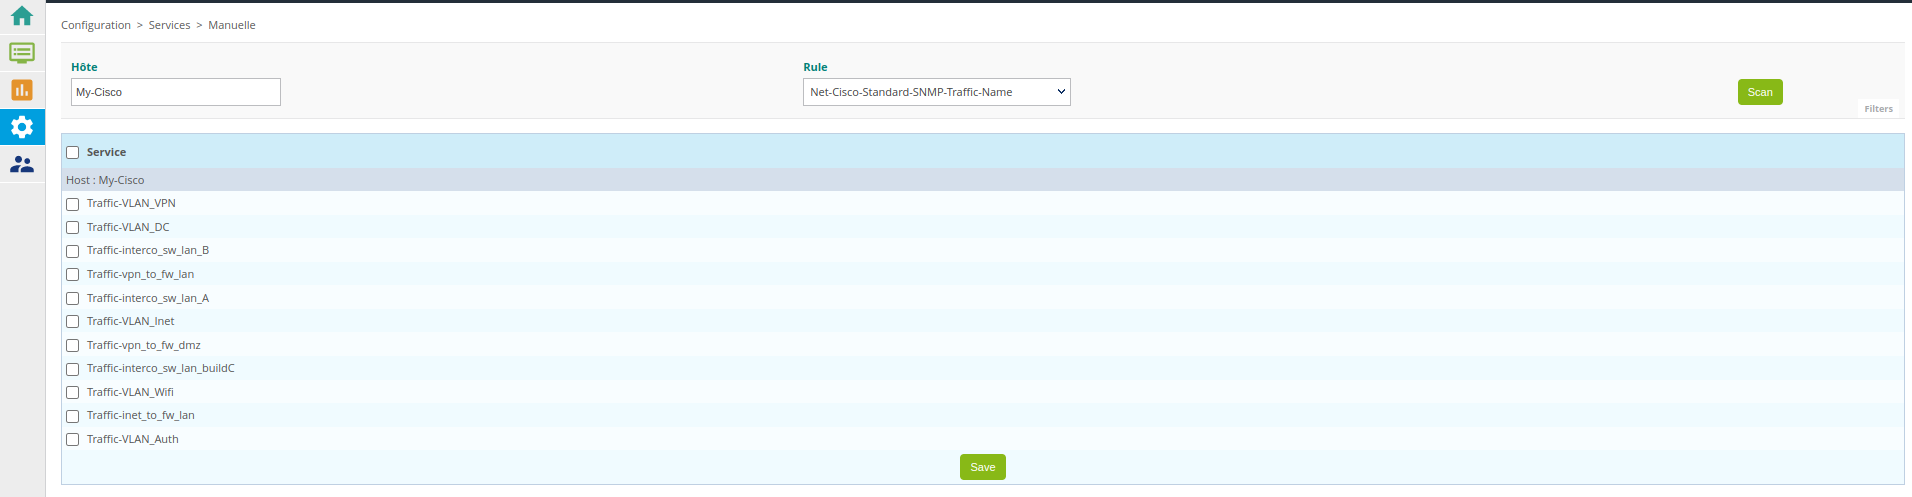 Configuration > Services > Manuelle
Hôte
Rule
My-Cisco
Net-Cisco-Standard-SNMP-Traffic-Name
Scan
Filters
Service
Host : My-Cisco
Traffic-VLAN_VPN
Traffic-VLAN_DC
Traffic-interco_sw_lan_B
Traffic-vpn_to_fw_lan
Traffic-interco_sw_lan_A
Traffic-VLAN_Inet
Traffic-vpn_to_fw_dmz
Traffic-interco_sw_lan_buildC
Traffic-VLAN_Wifi
Traffic-inet_to_fw_lan
Traffic-VLAN_Auth
Save